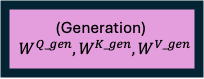 (Generation)
W^{Q_gen}, W^{K_gen}, W^{V_gen}